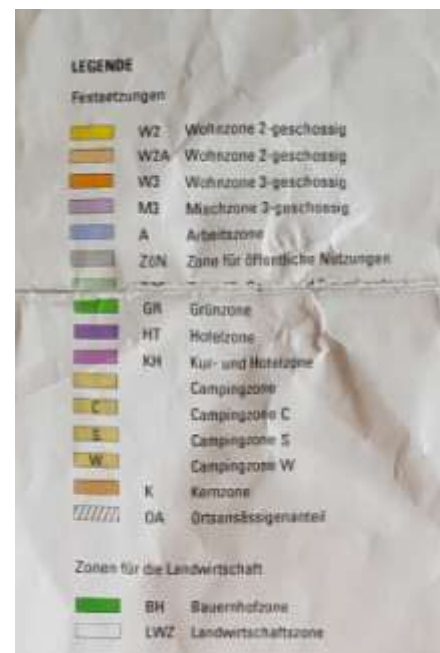 LEGENDE
Festsetzungen
W2 Wohnzone 2-geschossig
W2A Wohnzone 2-geschossig
W3 Wohnzone 3-geschossig
M3 Mischzone 3-geschossig
A Arbeitszone
ZöN Zone für öffentliche Nutzungen
GR Grünzone
HT Hotelzone
KH Kur- und Hotelzone
Campingzone
C Campingzone C
S Campingzone S
W Campingzone W
K Kernzone
OA Ortsansässigenanteil
Zonen für die Landwirtschaft
BH Bauernhofzone
LWZ Landwirtschaftszone